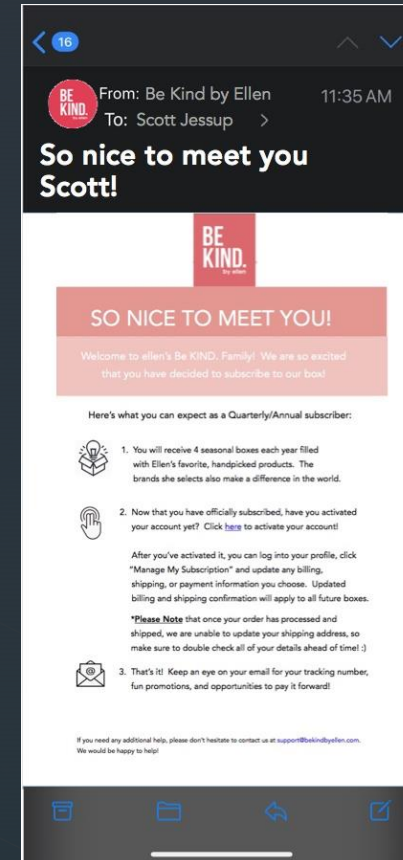 16
From: Be Kind by Ellen 11:35 AM
To: Scott Jessup >
So nice to meet you
Scott!
BE
KIND.
by ellen
BE
KIND.
by ellen
SO NICE TO MEET YOU!
Welcome to ellen's Be KIND. Family! We are so excited
that you have decided to subscribe to our box!
Here's what you can expect as a Quarterly/Annual subscriber:
1. You will receive 4 seasonal boxes each year filled
with Ellen's favorite, handpicked products. The
brands she selects also make a difference in the world.
2. Now that you have officially subscribed, have you activated
your account yet? Click here to activate your account!
After you've activated it, you can log into your profile, click
"Manage My Subscription" and update any billing,
shipping, or payment information you choose. Updated
billing and shipping confirmation will apply to all future boxes.
*Please Note that once your order has processed and
shipped, we are unable to update your shipping address, so
make sure to double check all of your details ahead of time! :)
3. That's it! Keep an eye on your email for your tracking number,
fun promotions, and opportunities to pay it forward!
If you need any additional help, please don't hesitate to contact us at support@bekindbyellen.com.
We would be happy to help!